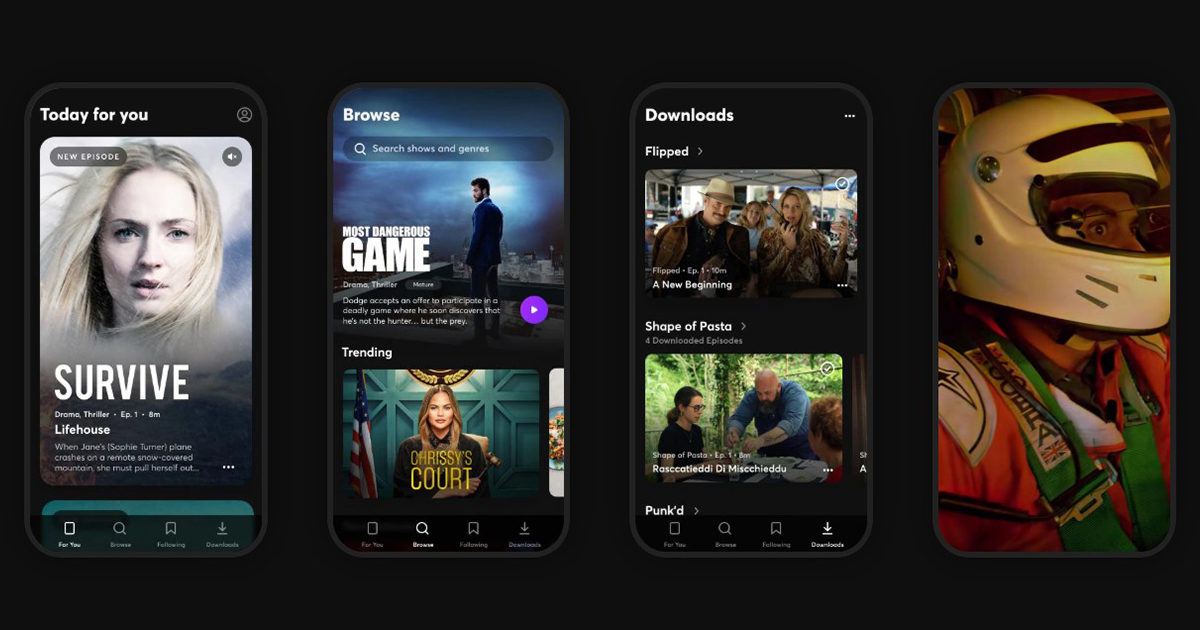 Today for you
NEW EPISODE
SURVIVE
Drama, Thriller • Ep. 1 • 8m
Lifehouse
When Jane's (Sophie Turner) plane
crashes on a remote snow-covered
mountain, she must pull herself out...
For You
Browse
Following
Downloads
Browse
Search shows and genres
MOST DANGEROUS
GAME
Drama, Thriller Mature
Dodge accepts an offer to participate in a
deadly game where he soon discovers that
he's not the hunter... but the prey.
Trending
CHRISSY'S
COURT
For You
Browse
Following
Downloads
Downloads
Flipped
Flipped • Ep. 1 • 10m
A New Beginning
Shape of Pasta
4 Downloaded Episodes
Shape of Pasta • Ep. 1 • 8m
Rasccatieddi Di Miscchieddu
Sh
A
Punk'd
For You
Browse
Following
Downloads